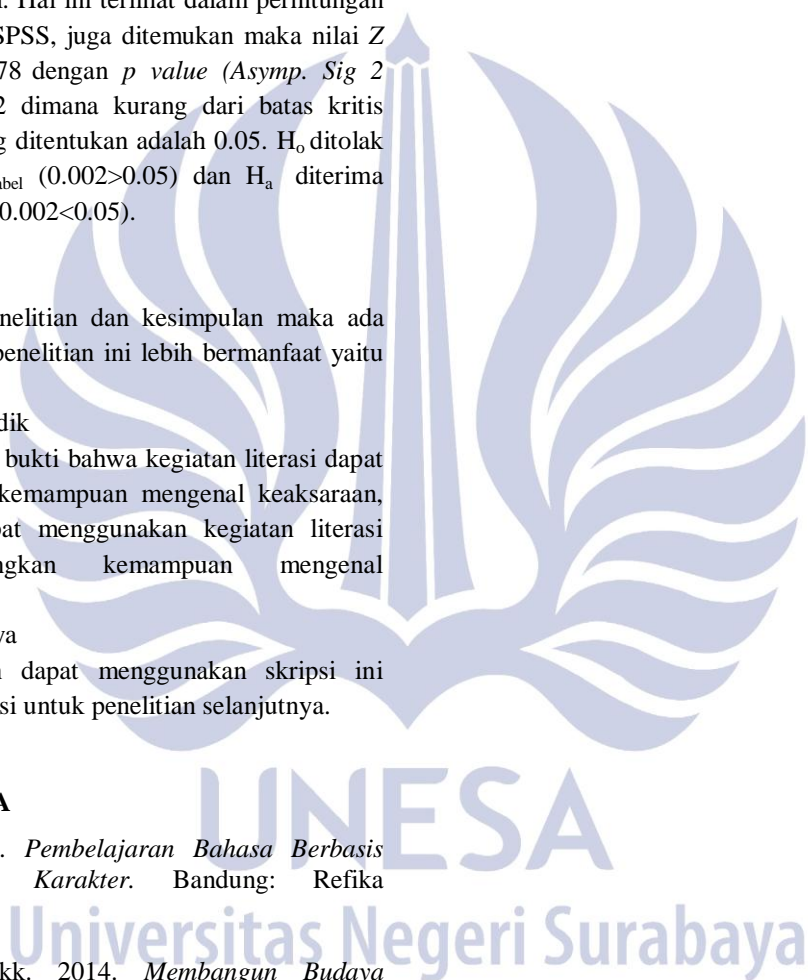 Hal ini terlihat dalam perhitungan
SPSS, juga ditemukan maka nilai Z
78 dengan p value (Asymp. Sig 2
2 dimana kurang dari batas kritis
ditentukan adalah 0.05. Ho ditolak
abel (0.002>0.05) dan Ha diterima
0.002<0.05).
nelitian dan kesimpulan maka ada
penelitian ini lebih bermanfaat yaitu
dik
bukti bahwa kegiatan literasi dapat
kemampuan mengenal keaksaraan,
pat menggunakan kegiatan literasi
ngkan kemampuan mengenal
ya
dapat menggunakan skripsi ini
si untuk penelitian selanjutnya.
A
. Pembelajaran Bahasa Berbasis
Karakter. Bandung: Refika
kk. 2014. Membangun Budaya
UNESA
Universitas Negeri Surabaya